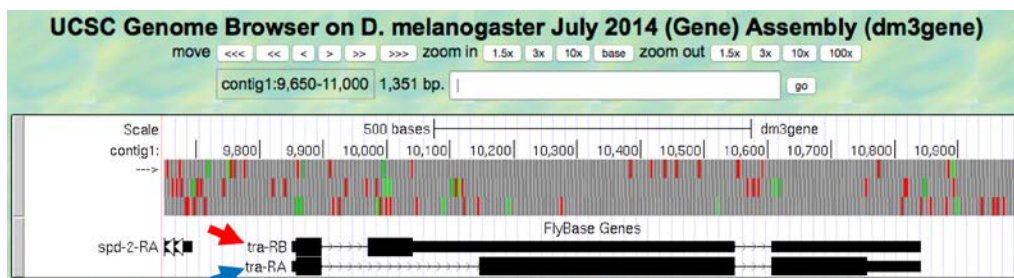 UCSC Genome Browser on D. melanogaster July 2014 (Gene) Assembly (dm3gene)
move <<< << < > >> >>> zoom in 1.5x 3x 10x base zoom out 1.5x 3x 10x 100x
contig1:9,650-11,000 1,351 bp. go
Scale 500 bases dm3gene
contig1: 9,800 9,900 10,000 10,100 10,200 10,300 10,400 10,500 10,600 10,700 10,800 10,900
--->
FlyBase Genes
spd-2-RA tra-RB
tra-RA